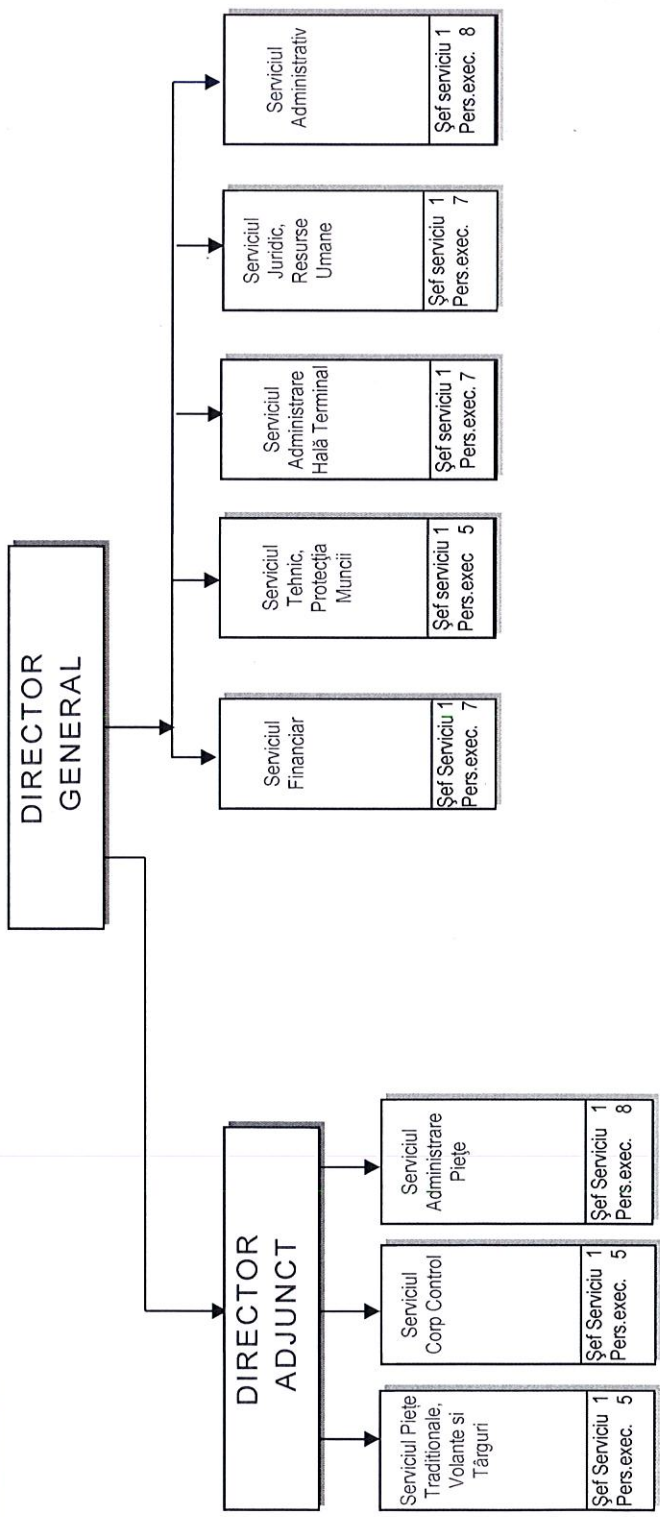 DIRECTOR
GENERAL
DIRECTOR
ADJUNCT
Serviciul Pieţe
Traditionale,
Volante si
Târguri
Şef Serviciu 1
Pers.exec. 5
Serviciul
Corp Control
Şef Serviciu 1
Pers.exec. 5
Serviciul
Administrare
Pieţe
Şef Serviciu 1
Pers.exec. 8
Serviciul
Financiar
Şef Serviciu 1
Pers.exec. 7
Serviciul
Tehnic,
Protecţia
Muncii
Şef serviciu 1
Pers.exec 5
Serviciul
Administrare
Hală Terminal
Şef serviciu 1
Pers.exec. 7
Serviciul
Juridic,
Resurse
Umane
Şef serviciu 1
Pers.exec. 7
Serviciul
Administrativ
Şef serviciu 1
Pers.exec. 8